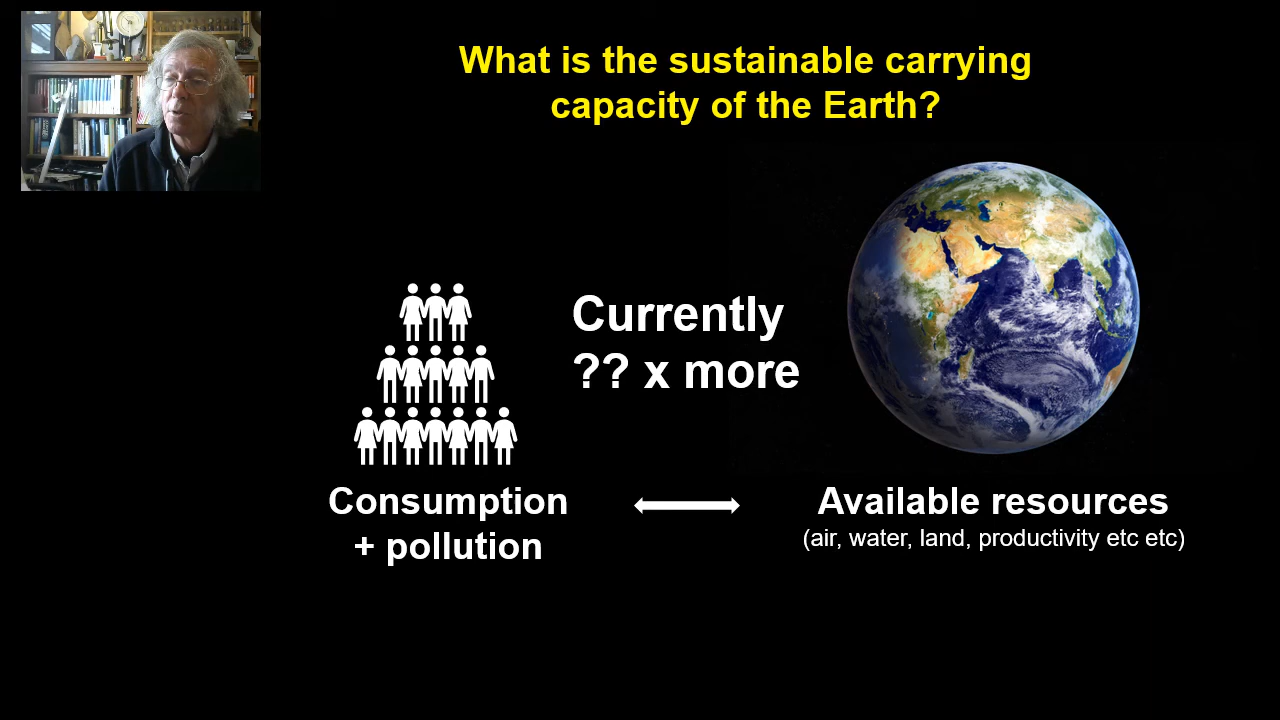 What is the sustainable carrying
capacity of the Earth?
Currently
?? x more
Consumption
+ pollution
Available resources
(air, water, land, productivity etc etc)